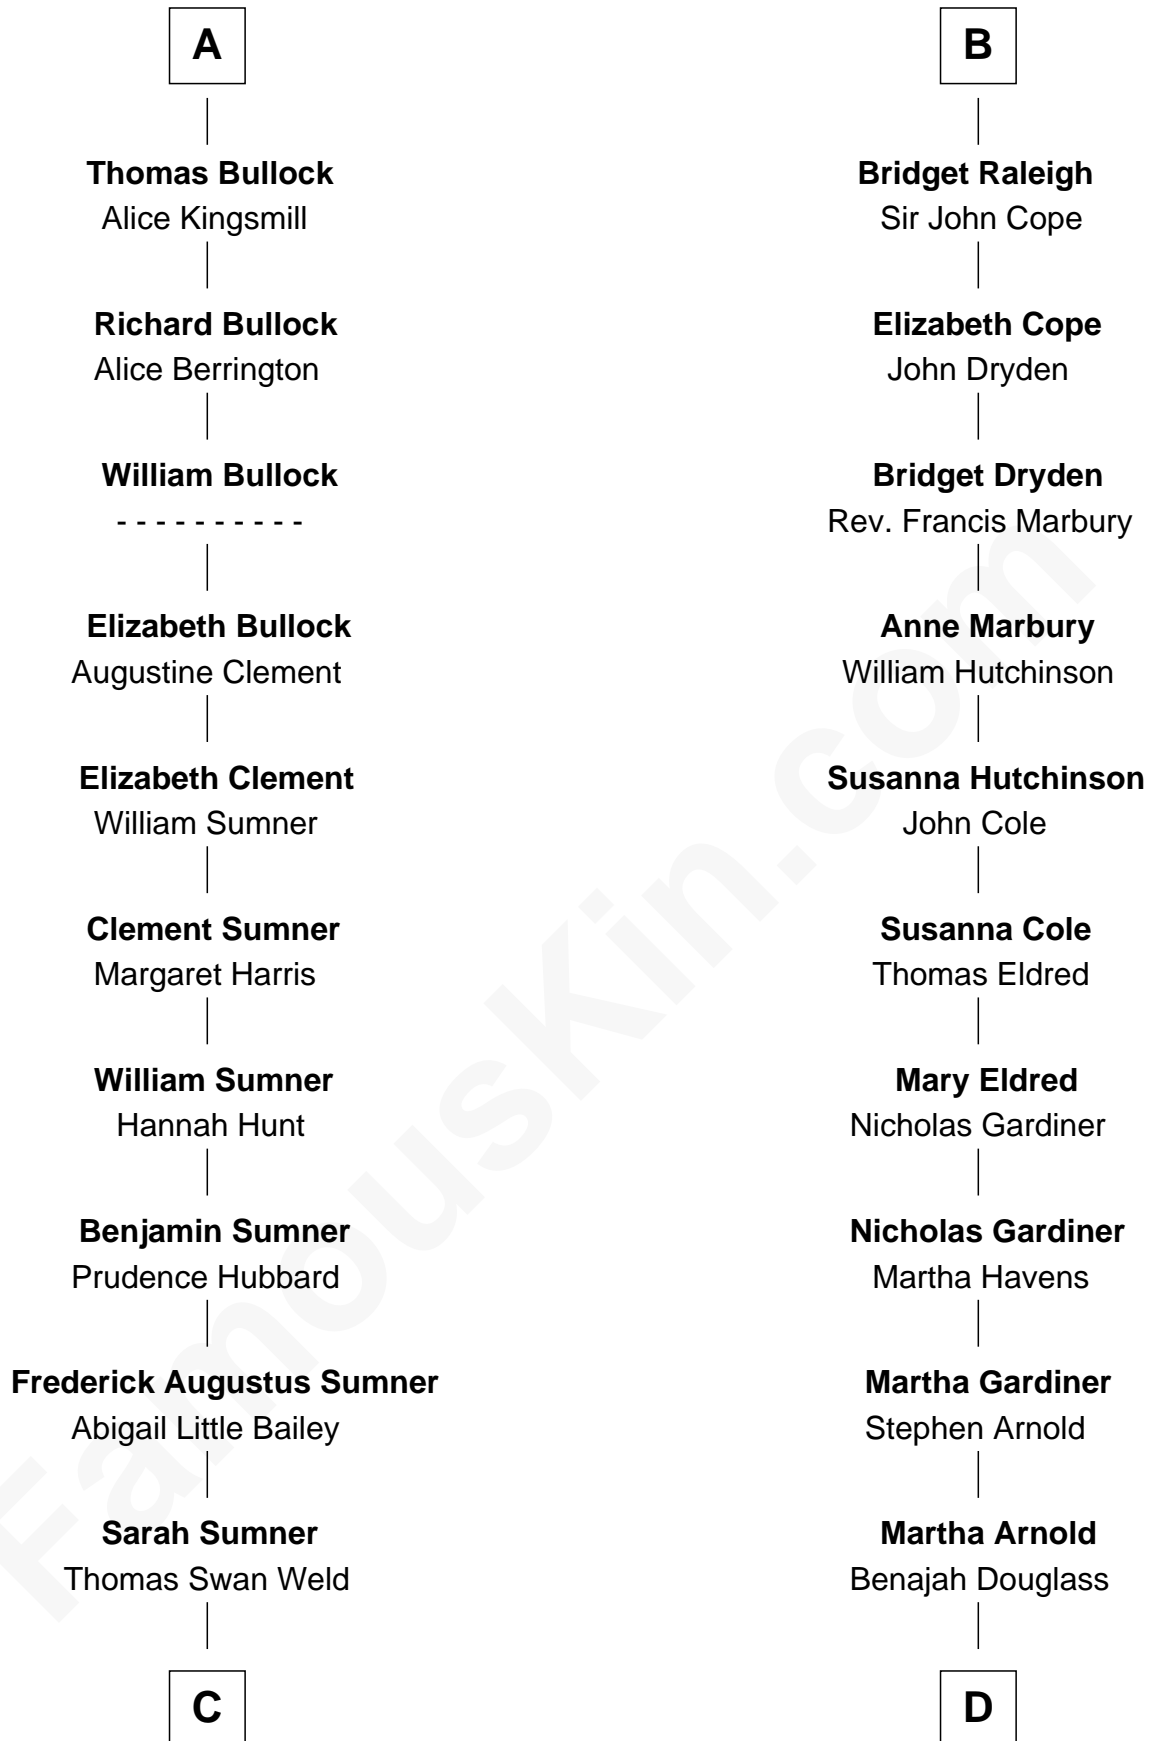 A
Thomas Bullock
Alice Kingsmill
Richard Bullock
Alice Berrington
William Bullock
- - - - - - - - - -
Elizabeth Bullock
Augustine Clement
Elizabeth Clement
William Sumner
Clement Sumner
Margaret Harris
William Sumner
Hannah Hunt
Benjamin Sumner
Prudence Hubbard
Frederick Augustus Sumner
Abigail Little Bailey
Sarah Sumner
Thomas Swan Weld
C
B
Bridget Raleigh
Sir John Cope
Elizabeth Cope
John Dryden
Bridget Dryden
Rev. Francis Marbury
Anne Marbury
William Hutchinson
Susanna Hutchinson
John Cole
Susanna Cole
Thomas Eldred
Mary Eldred
Nicholas Gardiner
Nicholas Gardiner
Martha Havens
Martha Gardiner
Stephen Arnold
Martha Arnold
Benajah Douglass
D
FamousKin.com